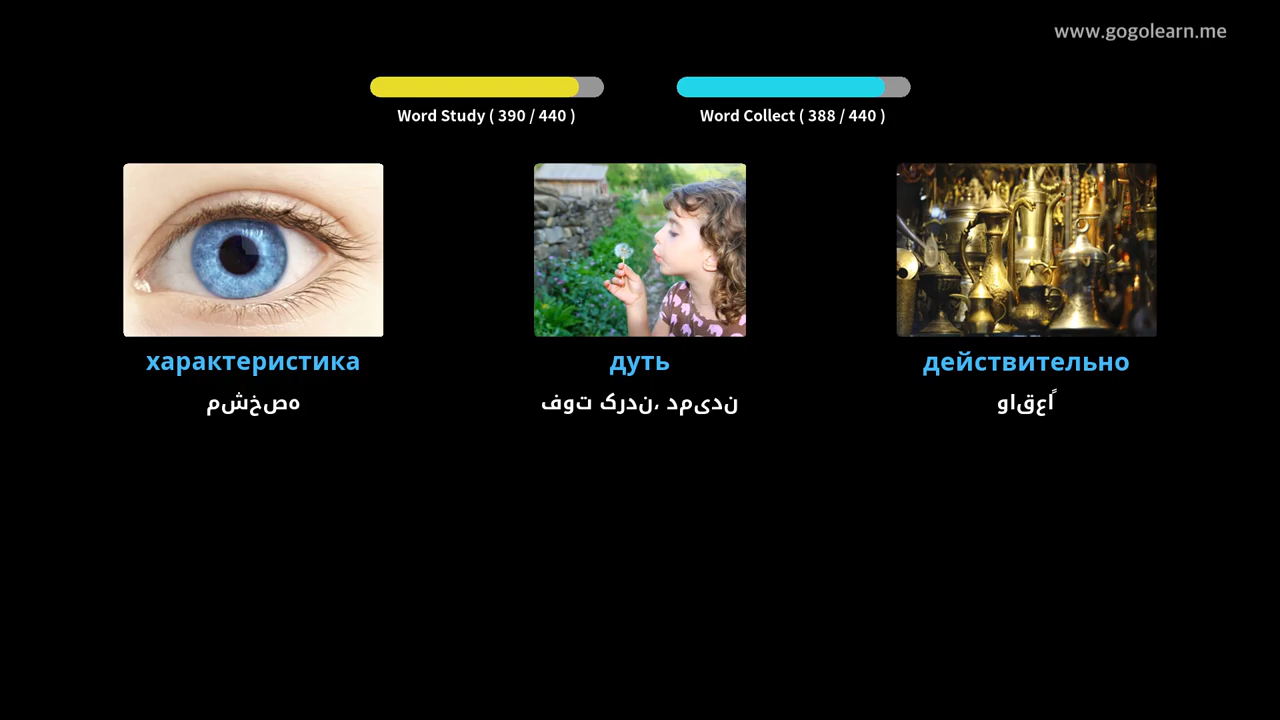 www.gogolearn.me
Word Study ( 390 / 440 )
Word Collect ( 388 / 440 )
характеристика
مشخصه
дуть
فوت کردن، دمیدن
действительно
واقعاً